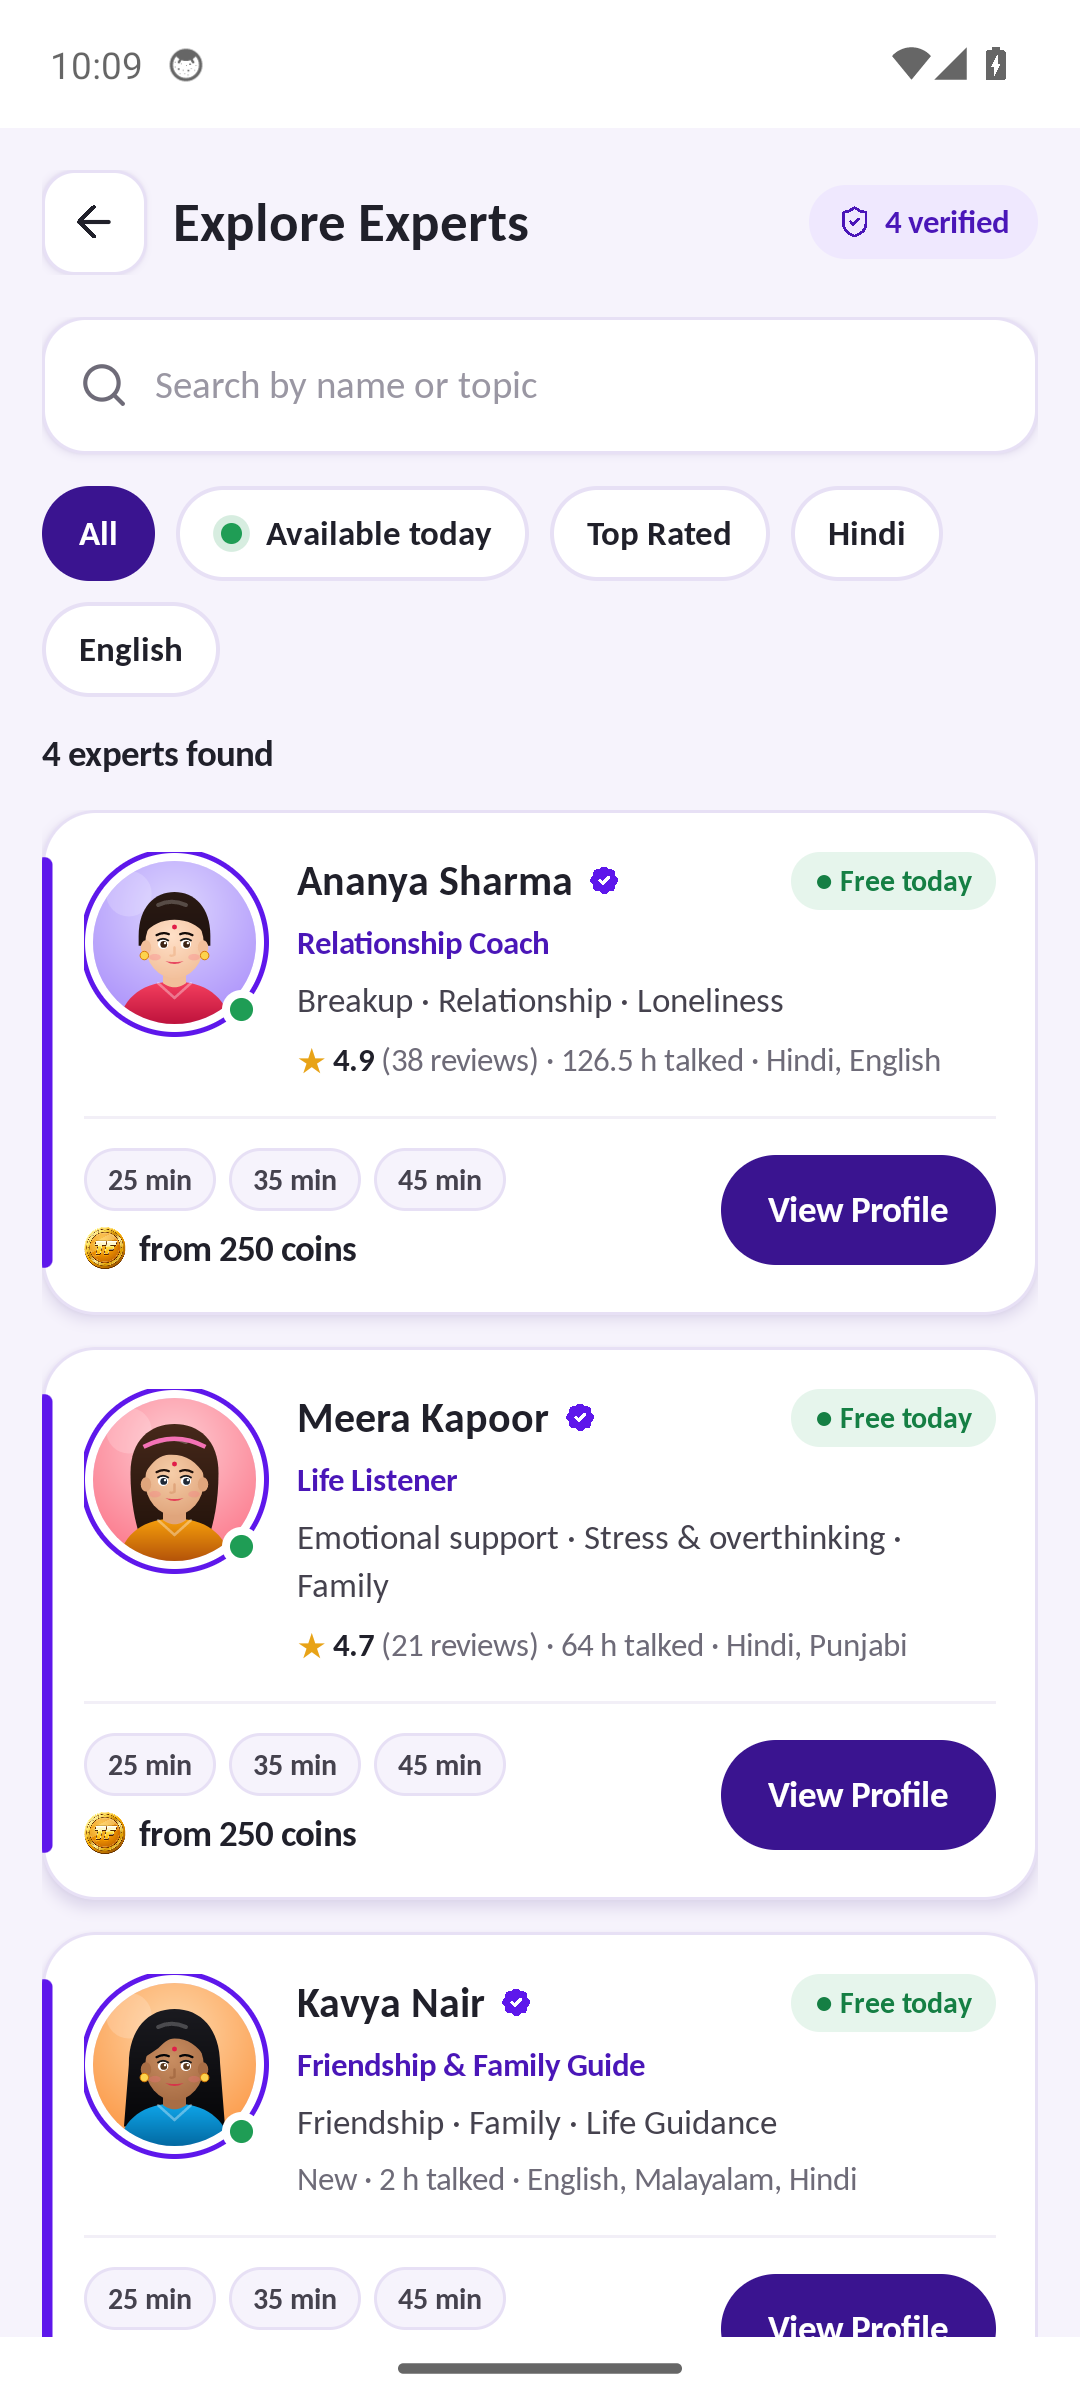 10:09
Explore Experts
4 verified
Search by name or topic
All
Available today
Top Rated
Hindi
English
4 experts found
Ananya Sharma
Free today
Relationship Coach
Breakup · Relationship · Loneliness
★ 4.9 (38 reviews) · 126.5 h talked · Hindi, English
25 min
35 min
45 min
from 250 coins
View Profile
Meera Kapoor
Free today
Life Listener
Emotional support · Stress & overthinking ·
Family
★ 4.7 (21 reviews) · 64 h talked · Hindi, Punjabi
25 min
35 min
45 min
from 250 coins
View Profile
Kavya Nair
Free today
Friendship & Family Guide
Friendship · Family · Life Guidance
New · 2 h talked · English, Malayalam, Hindi
25 min
35 min
45 min
View Profile